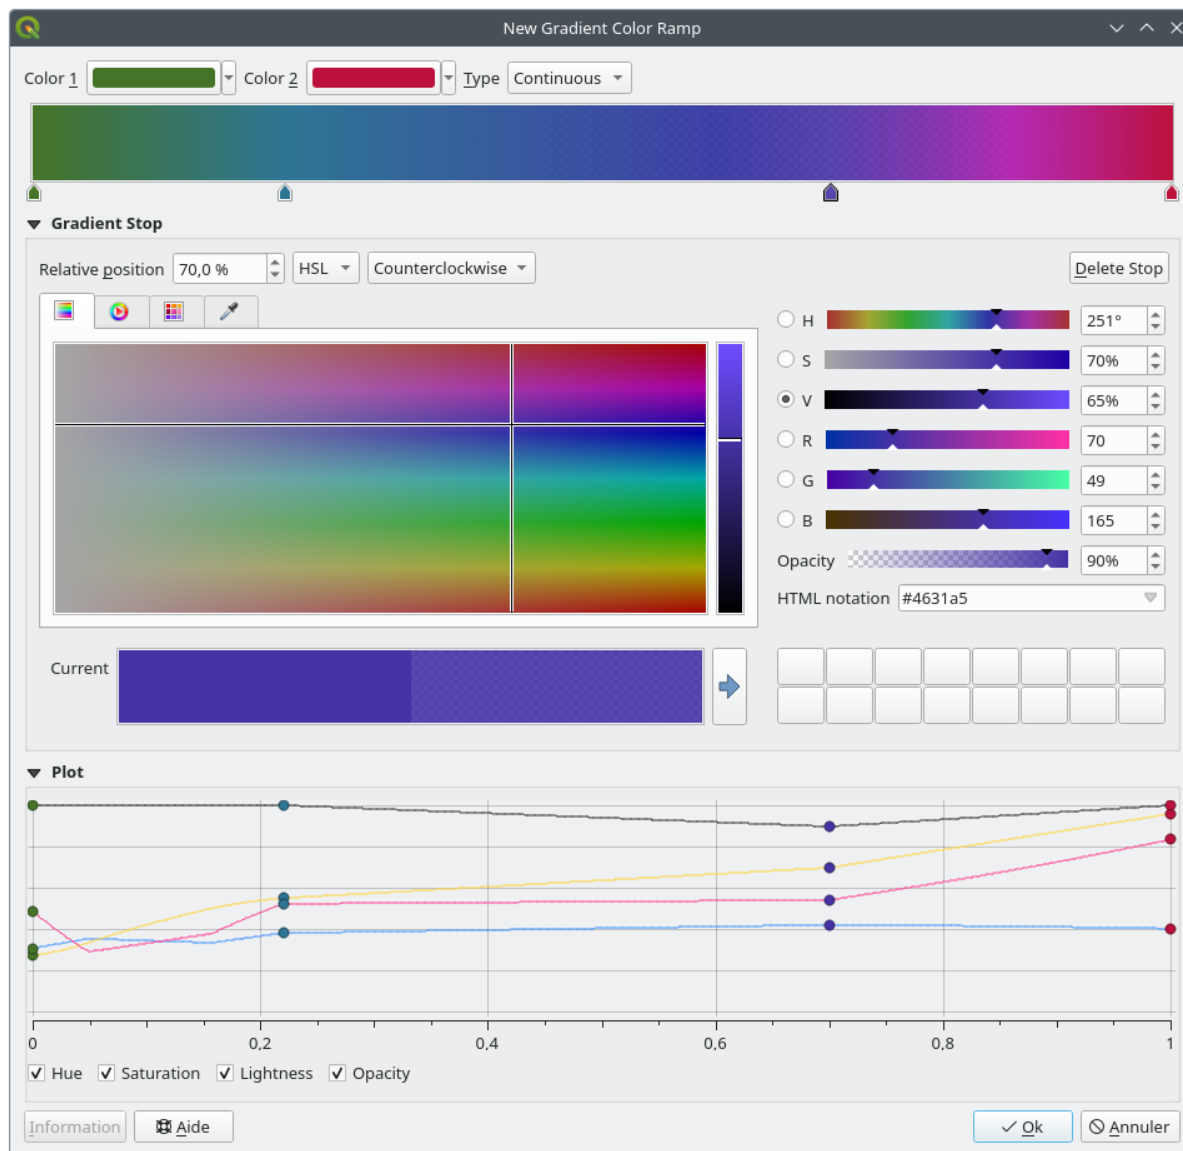 New Gradient Color Ramp
Color 1 Color 2 Type Continuous
Gradient Stop
Relative position 70,0 % HSL Counterclockwise Delete Stop
H 251°
S 70%
V 65%
R 70
G 49
B 165
Opacity 90%
HTML notation #4631a5
Current
Plot
0 0,2 0,4 0,6 0,8 1
Hue Saturation Lightness Opacity
Information Aide Ok Annuler